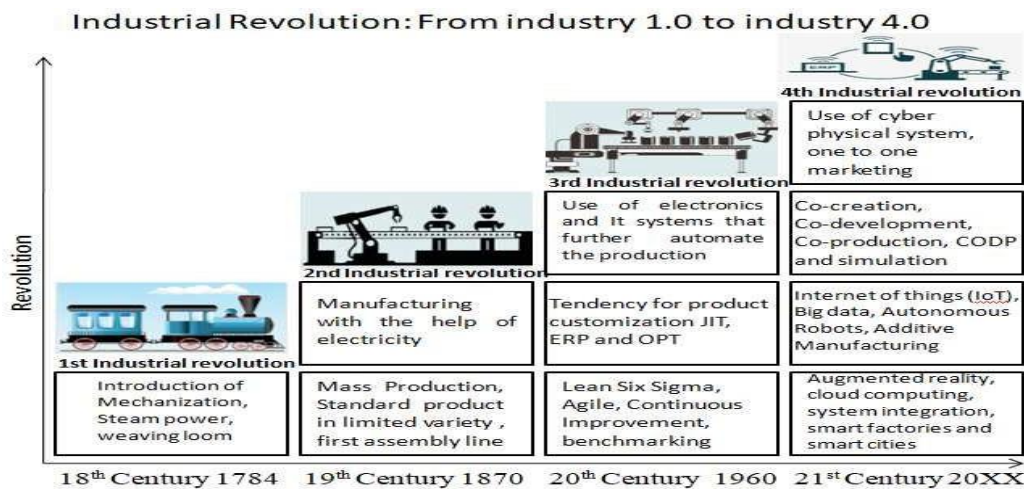 Industrial Revolution: From industry 1.0 to industry 4.0
Revolution
1st Industrial revolution
Introduction of
Mechanization,
Steam power,
weaving loom
18th Century 1784
2nd Industrial revolution
Manufacturing
with the help of
electricity
Mass Production,
Standard product
in limited variety ,
first assembly line
19th Century 1870
3rd Industrial revolution
Use of electronics
and It systems that
further automate
the production
Tendency for product
customization JIT,
ERP and OPT
Lean Six Sigma,
Agile, Continuous
Improvement,
benchmarking
20th Century 1960
ERP
4th Industrial revolution
Use of cyber
physical system,
one to one
marketing
Co-creation,
Co-development,
Co-production, CODP
and simulation
Internet of things (IoT),
Big data, Autonomous
Robots, Additive
Manufacturing
Augmented reality,
cloud computing,
system integration,
smart factories and
smart cities
21st Century 20XX